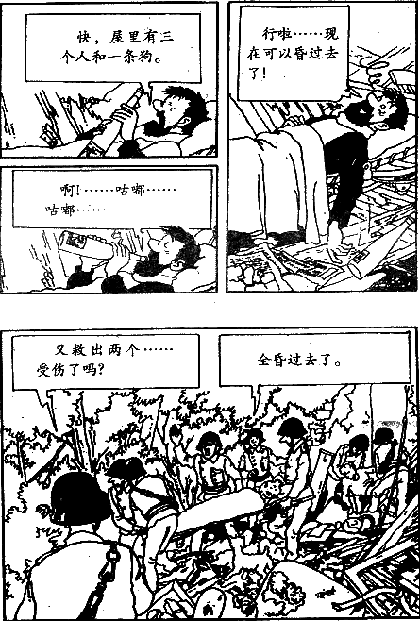 快，屋里有三
个人和一条狗。
啊!……咕嘟……
咕嘟……
行啦……现
在可以昏过去
了!
又救出两个……
受伤了吗?
全昏过去了。